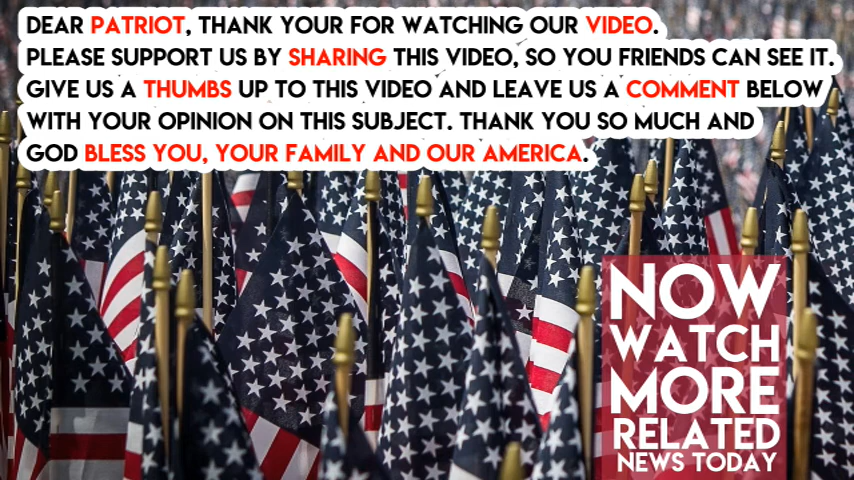 DEAR PATRIOT, THANK YOUR FOR WATCHING OUR VIDEO.
PLEASE SUPPORT US BY SHARING THIS VIDEO, SO YOU FRIENDS CAN SEE IT.
GIVE US A THUMBS UP TO THIS VIDEO AND LEAVE US A COMMENT BELOW
WITH YOUR OPINION ON THIS SUBJECT. THANK YOU SO MUCH AND
GOD BLESS YOU, YOUR FAMILY AND OUR AMERICA.
NOW
WATCH
MORE
RELATED
NEWS TODAY